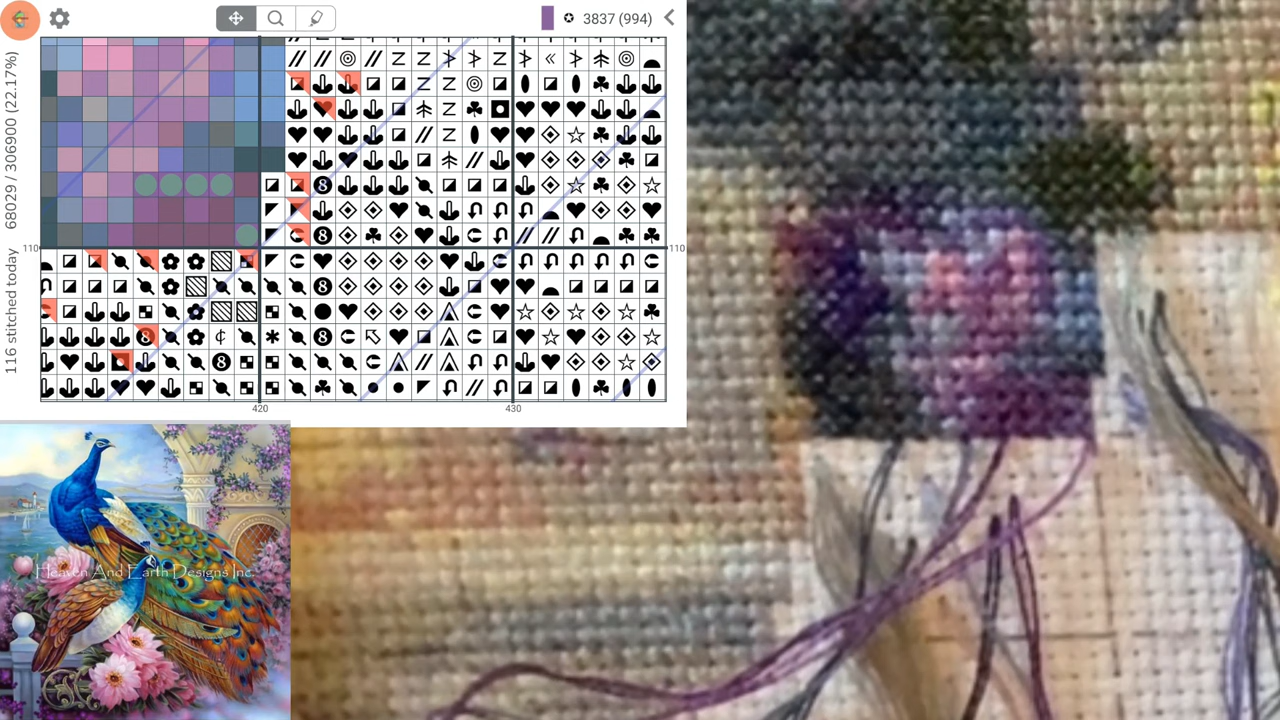 3837 (994)
116 stitched today 68029 / 306900 (22.17%)
110
110
420
430
Heaven And Earth Designs Inc.